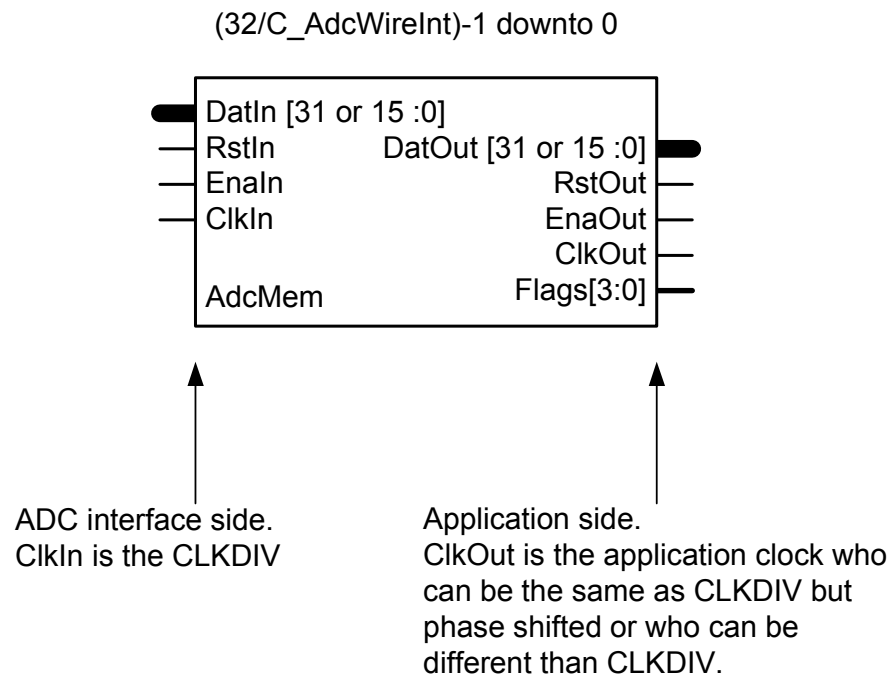 (32/C_AdcWireInt)-1 downto 0
DatIn [31 or 15 :0]
RstIn
DatOut [31 or 15 :0]
EnaIn
RstOut
ClkIn
EnaOut
ClkOut
AdcMem
Flags[3:0]
ADC interface side.
ClkIn is the CLKDIV
Application side.
ClkOut is the application clock who
can be the same as CLKDIV but
phase shifted or who can be
different than CLKDIV.